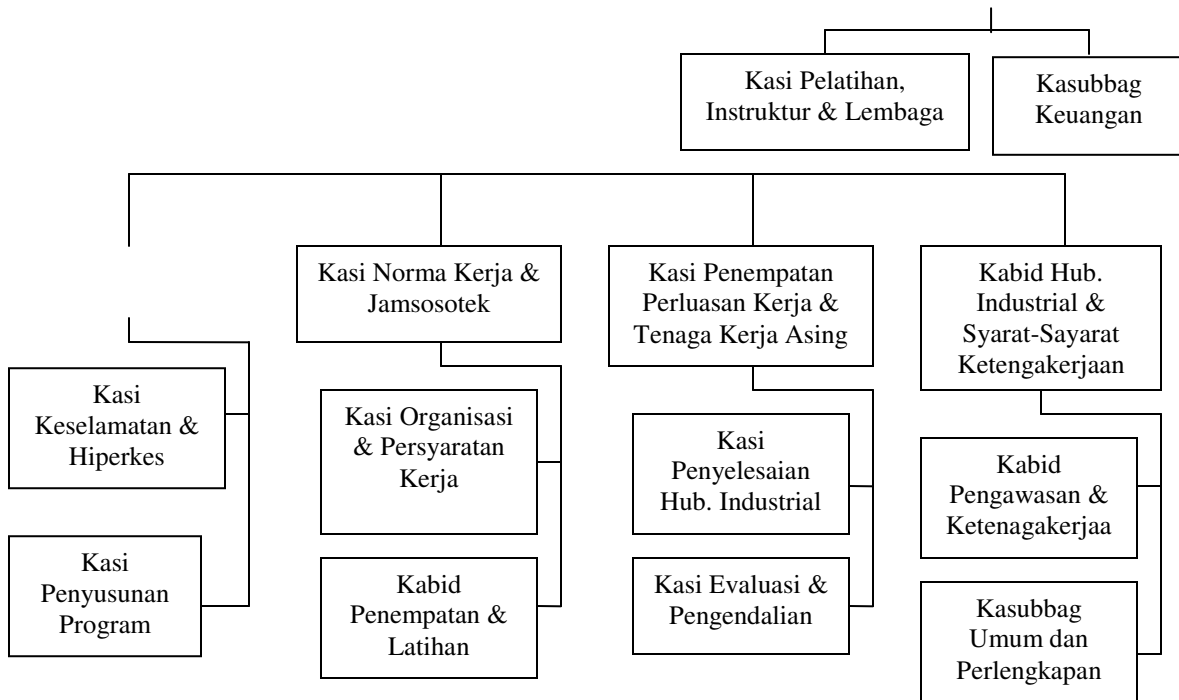 Kasi Pelatihan,
Instruktur & Lembaga
Kasubbag
Keuangan
Kasi Norma Kerja &
Jamsosotek
Kasi Penempatan
Perluasan Kerja &
Tenaga Kerja Asing
Kabid Hub.
Industrial &
Syarat-Sayarat
Ketengakerjaan
Kasi
Keselamatan &
Hiperkes
Kasi Organisasi
& Persyaratan
Kerja
Kasi
Penyelesaian
Hub. Industrial
Kabid
Pengawasan &
Ketenagakerjaa
Kasi
Penyusunan
Program
Kabid
Penempatan &
Latihan
Kasi Evaluasi &
Pengendalian
Kasubbag
Umum dan
Perlengkapan